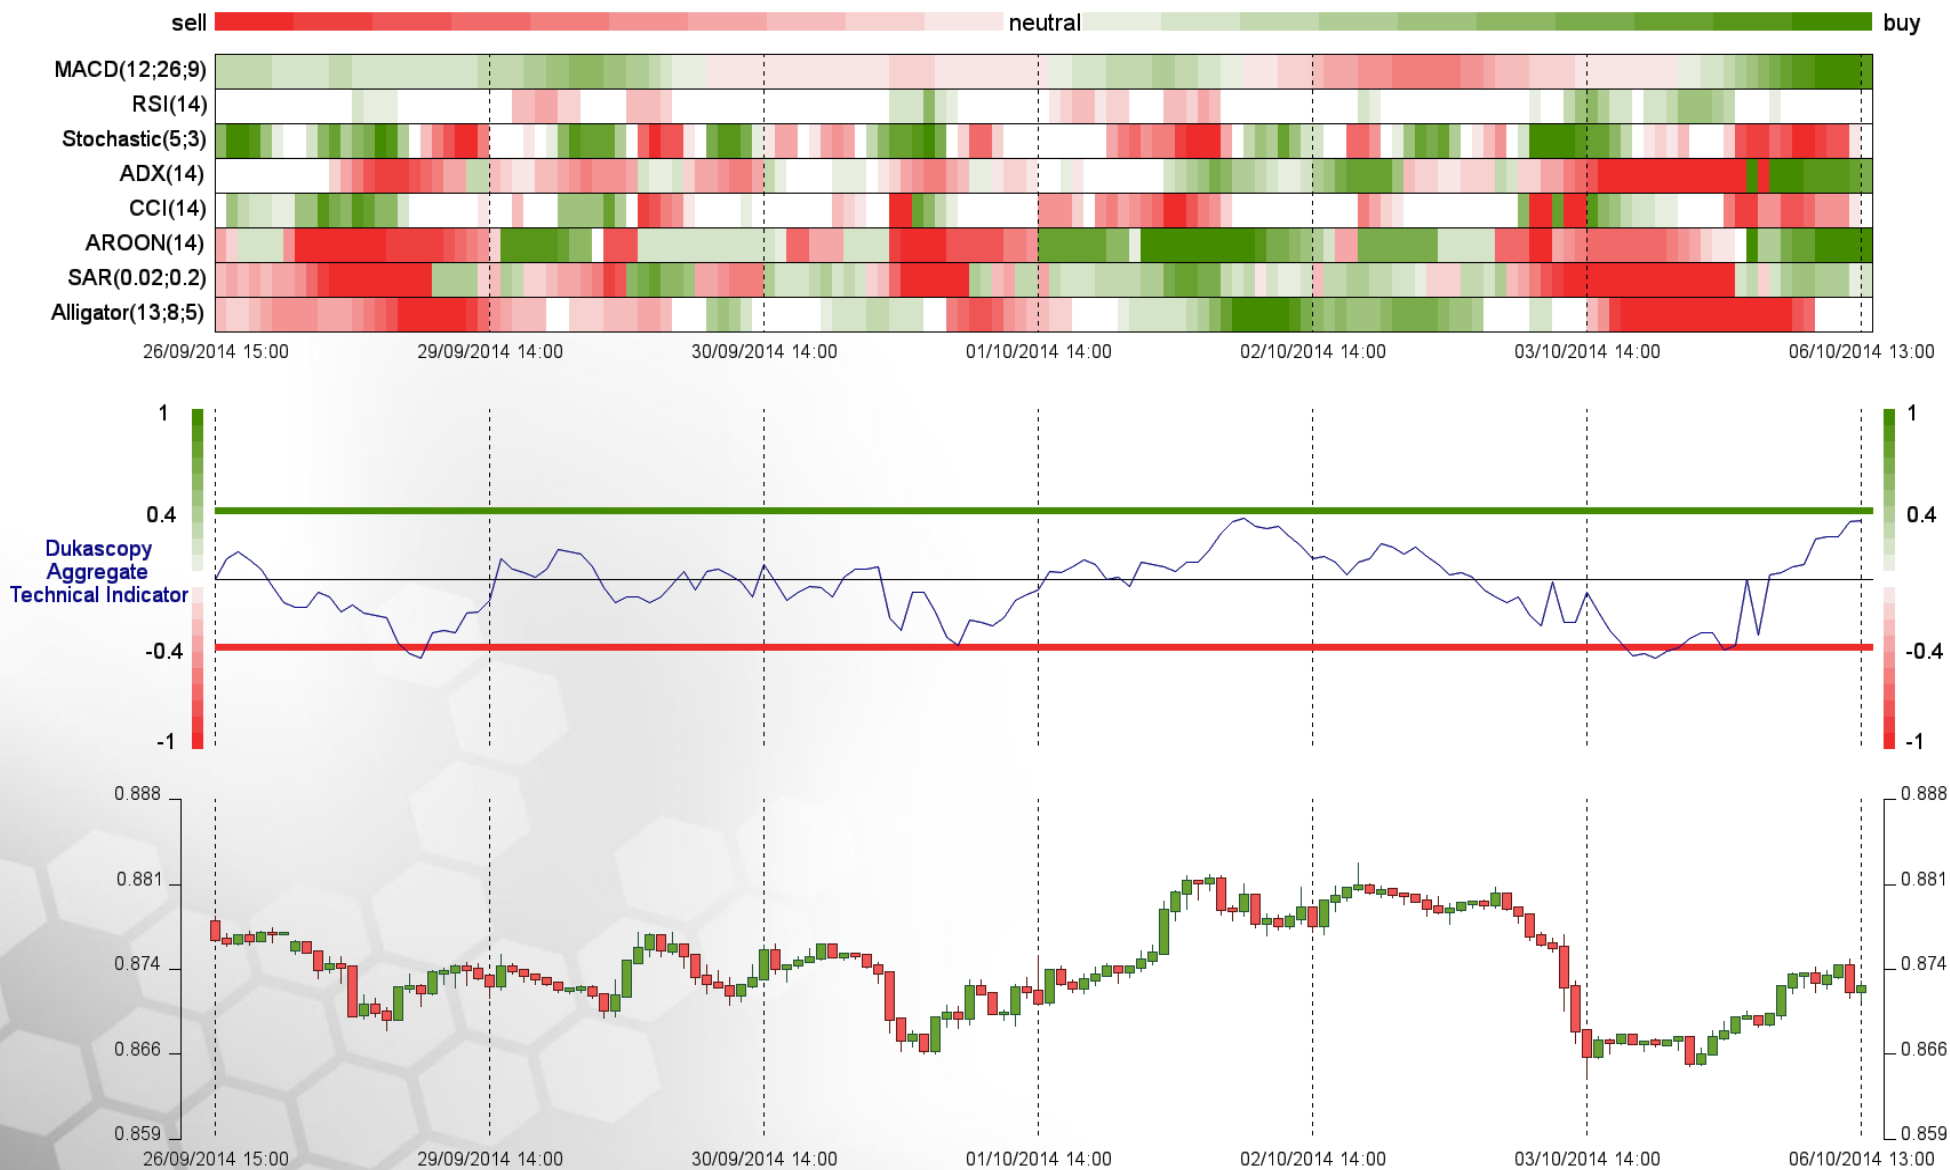 sell neutral buy
MACD(12;26;9)
RSI(14)
Stochastic(5;3)
ADX(14)
CCI(14)
AROON(14)
SAR(0.02;0.2)
Alligator(13;8;5)
26/09/2014 15:00 29/09/2014 14:00 30/09/2014 14:00 01/10/2014 14:00 02/10/2014 14:00 03/10/2014 14:00 06/10/2014 13:00
1 1
0.4 0.4
Dukascopy
Aggregate
Technical Indicator
-0.4 -0.4
-1 -1
0.888 0.888
0.881 0.881
0.874 0.874
0.866 0.866
0.859 0.859
26/09/2014 15:00 29/09/2014 14:00 30/09/2014 14:00 01/10/2014 14:00 02/10/2014 14:00 03/10/2014 14:00 06/10/2014 13:00